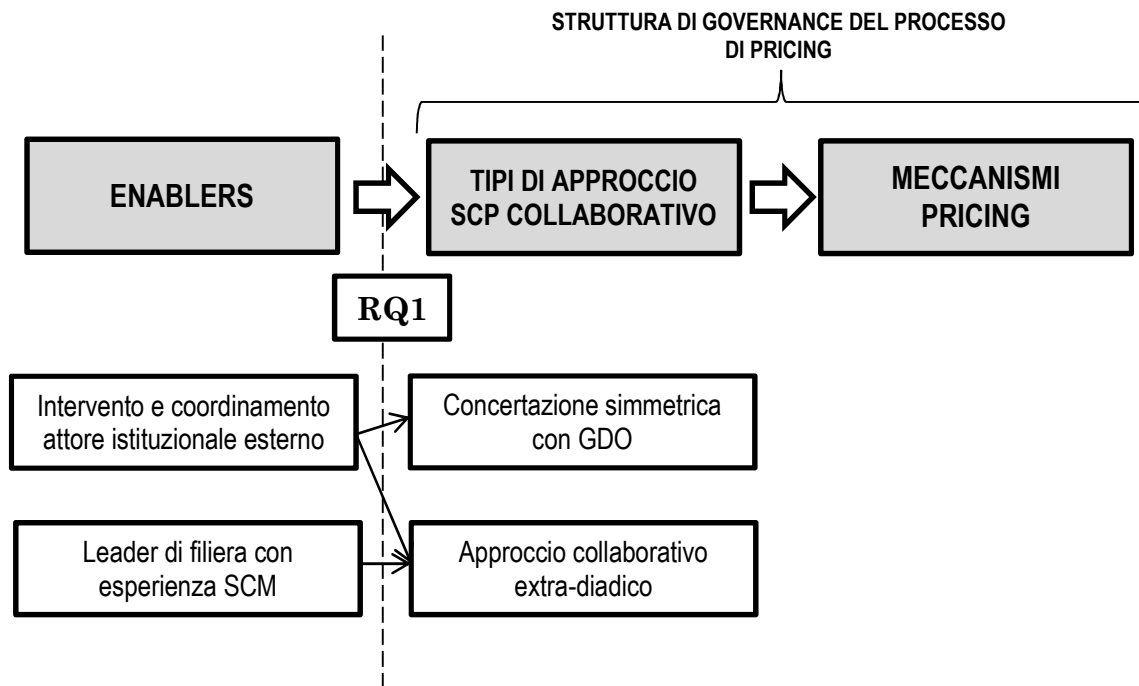 STRUTTURA DI GOVERNANCE DEL PROCESSO
DI PRICING
ENABLERS
TIPI DI APPROCCIO
SCP COLLABORATIVO
MECCANISMI
PRICING
RQ1
Intervento e coordinamento
attore istituzionale esterno
Concertazione simmetrica
con GDO
Leader di filiera con
esperienza SCM
Approccio collaborativo
extra-diadico